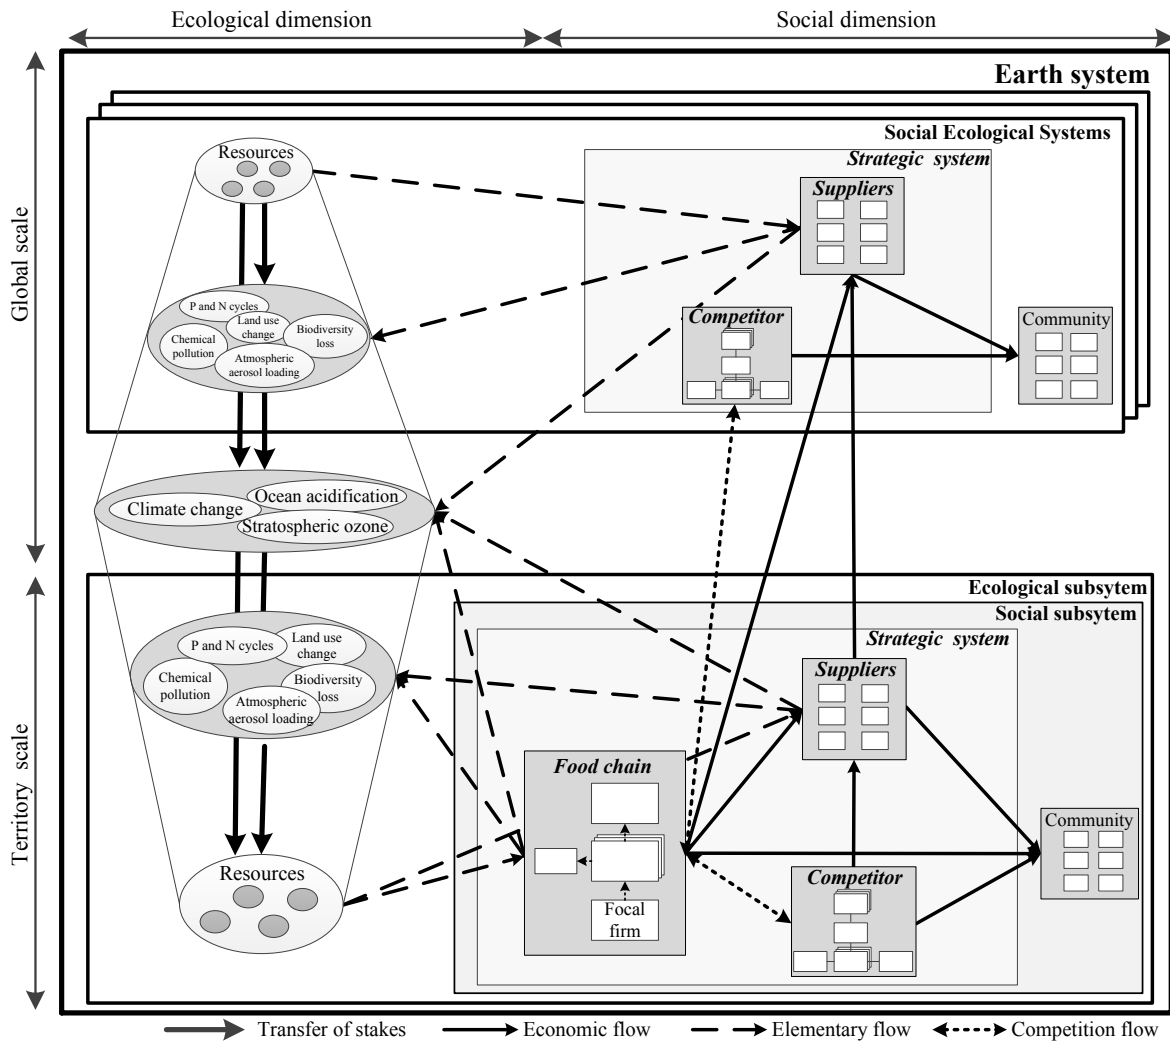 Ecological dimension
Social dimension
Earth system
Social Ecological Systems
Strategic system
Resources
Suppliers
Global scale
P and N cycles
Land use
change
Biodiversity
loss
Chemical
pollution
Atmospheric
aerosol loading
Competitor
Community
Ocean acidification
Climate change
Stratospheric ozone
Ecological subsytem
Social subsytem
Strategic system
Territory scale
P and N cycles
Land use
change
Chemical
pollution
Biodiversity
loss
Atmospheric
aerosol loading
Suppliers
Food chain
Focal
firm
Resources
Competitor
Community
Transfer of stakes
Economic flow
Elementary flow
Competition flow